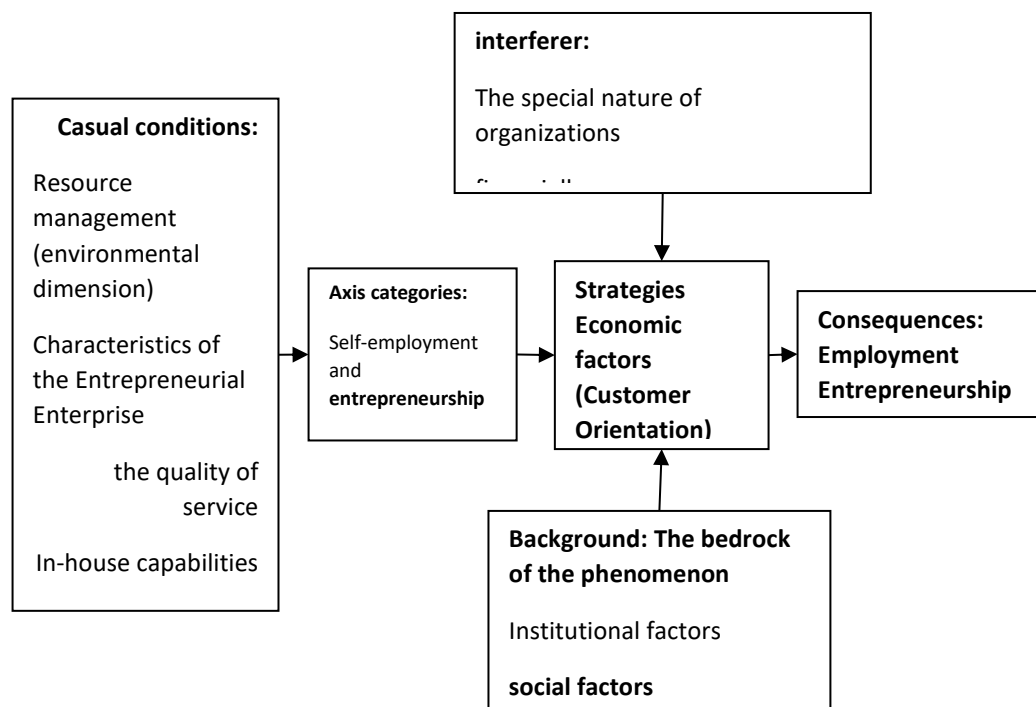 interferer:
The special nature of
organizations
Casual conditions:
Resource
management
(environmental
dimension)
Characteristics of
the Entrepreneurial
Enterprise
the quality of
service
In-house capabilities
Axis categories:
Self-employment
and
entrepreneurship
Strategies
Economic
factors
(Customer
Orientation)
Consequences:
Employment
Entrepreneurship
Background: The bedrock
of the phenomenon
Institutional factors
social factors